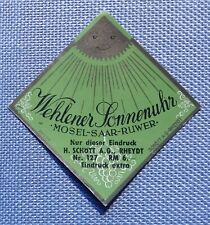 Wehlener Sonnenuhr
·MOSEL-SAAR-RUWER·
Nur dieser Eindruck
H. SCHOTT A.G., RHEYDT
Nr. 127 RM 6.
Eindruck extra